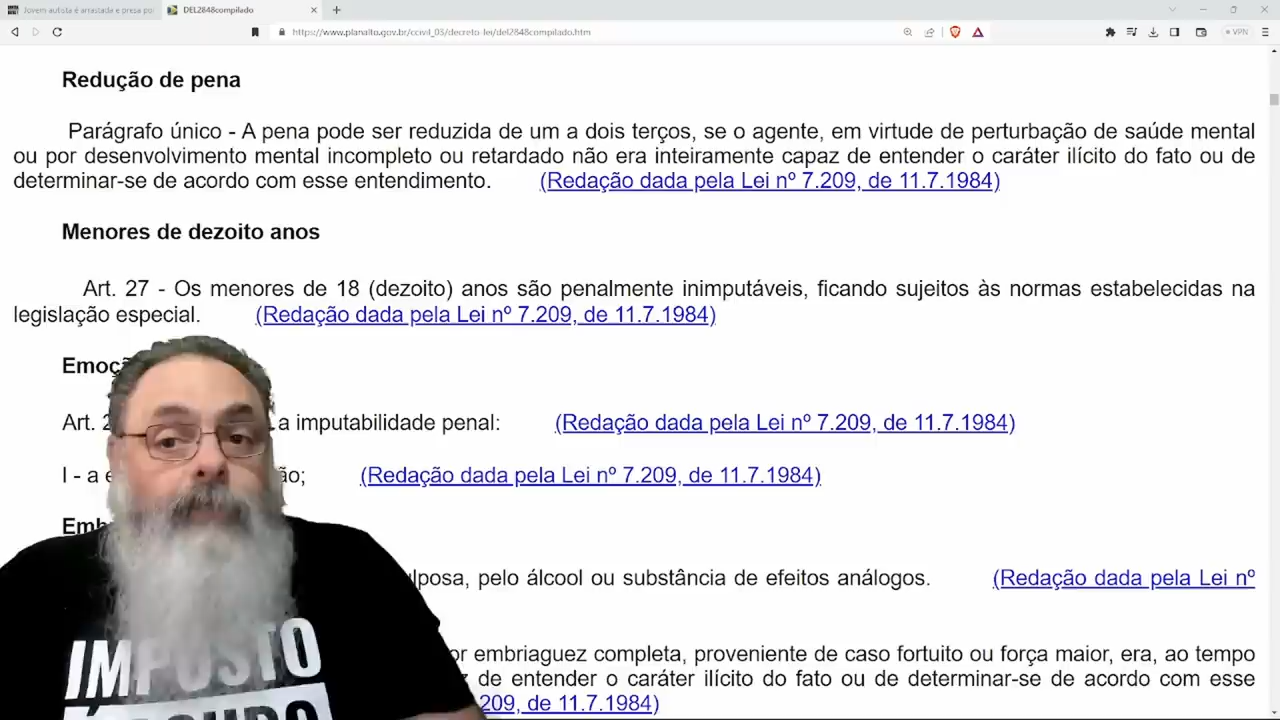 Jovem autista é arrastada e presa po
DEL2848compilado
https://www.planalto.gov.br/ccivil_03/decreto-lei/del2848compilado.htm
VPN
Redução de pena
Parágrafo único - A pena pode ser reduzida de um a dois terços, se o agente, em virtude de perturbação de saúde mental
ou por desenvolvimento mental incompleto ou retardado não era inteiramente capaz de entender o caráter ilícito do fato ou de
determinar-se de acordo com esse entendimento. (Redação dada pela Lei nº 7.209, de 11.7.1984)
Menores de dezoito anos
Art. 27 - Os menores de 18 (dezoito) anos são penalmente inimputáveis, ficando sujeitos às normas estabelecidas na
legislação especial. (Redação dada pela Lei nº 7.209, de 11.7.1984)
Emoç
Art. 2 a imputabilidade penal: (Redação dada pela Lei nº 7.209, de 11.7.1984)
I - a e ão; (Redação dada pela Lei nº 7.209, de 11.7.1984)
Emb
ulposa, pelo álcool ou substância de efeitos análogos. (Redação dada pela Lei nº
or embriaguez completa, proveniente de caso fortuito ou força maior, era, ao tempo
z de entender o caráter ilícito do fato ou de determinar-se de acordo com esse
209, de 11.7.1984)
IMPOSTO